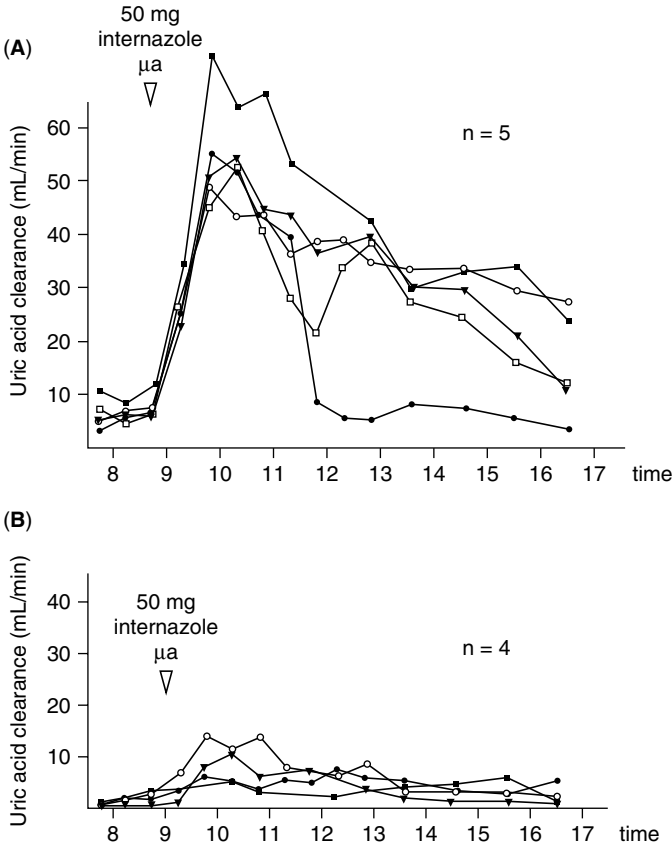 (A)
50 mg
internazole
μa
n = 5
Uric acid clearance (mL/min)
60
50
40
30
20
10
8 9 10 11 12 13 14 15 16 17 time
(B)
50 mg
internazole
μa
n = 4
Uric acid clearance (mL/min)
40
30
20
10
8 9 10 11 12 13 14 15 16 17 time